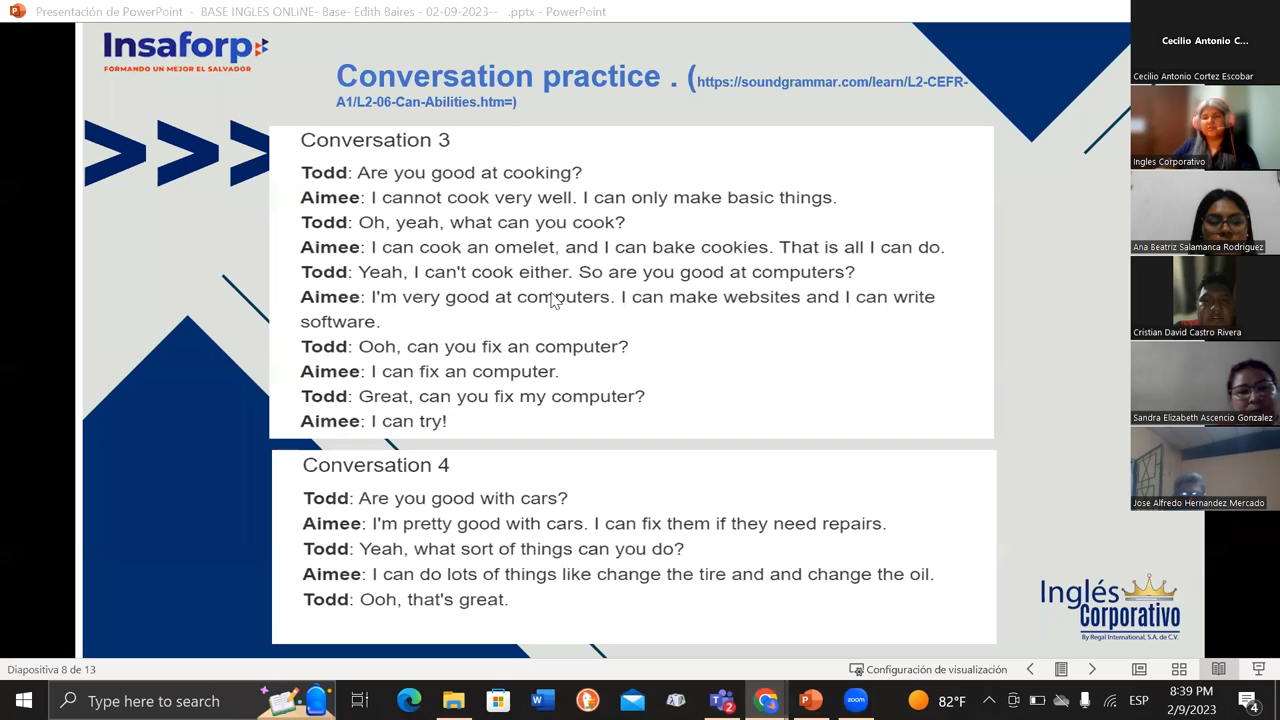 Presentación de PowerPoint - BASE INGLES ONLiNE- Base- Edith Baires - 02-09-2023-- .pptx - PowerPoint
Insaforp
FORMANDO UN MEJOR EL SALVADOR
Conversation practice . (https://soundgrammar.com/learn/L2-CEFR-
A1/L2-06-Can-Abilities.htm=)
Conversation 3
Todd: Are you good at cooking?
Aimee: I cannot cook very well. I can only make basic things.
Todd: Oh, yeah, what can you cook?
Aimee: I can cook an omelet, and I can bake cookies. That is all I can do.
Todd: Yeah, I can't cook either. So are you good at computers?
Aimee: I'm very good at computers. I can make websites and I can write
software.
Todd: Ooh, can you fix an computer?
Aimee: I can fix an computer.
Todd: Great, can you fix my computer?
Aimee: I can try!
Conversation 4
Todd: Are you good with cars?
Aimee: I'm pretty good with cars. I can fix them if they need repairs.
Todd: Yeah, what sort of things can you do?
Aimee: I can do lots of things like change the tire and and change the oil.
Todd: Ooh, that's great.
Inglés
Corporativo
By Regal International, S.A. de C.V.
Cecilio Antonio C...
Cecilio Antonio Cortez Escobar
Ingles Corporativo
Ana Beatriz Salamanca Rodriguez
Cristian David Castro Rivera
Sandra Elizabeth Ascencio Gonzalez
Jose Alfredo Hernandez Mercado
Diapositiva 8 de 13
Configuración de visualización
Type here to search
82°F
ESP
8:39 PM
2/9/2023
4